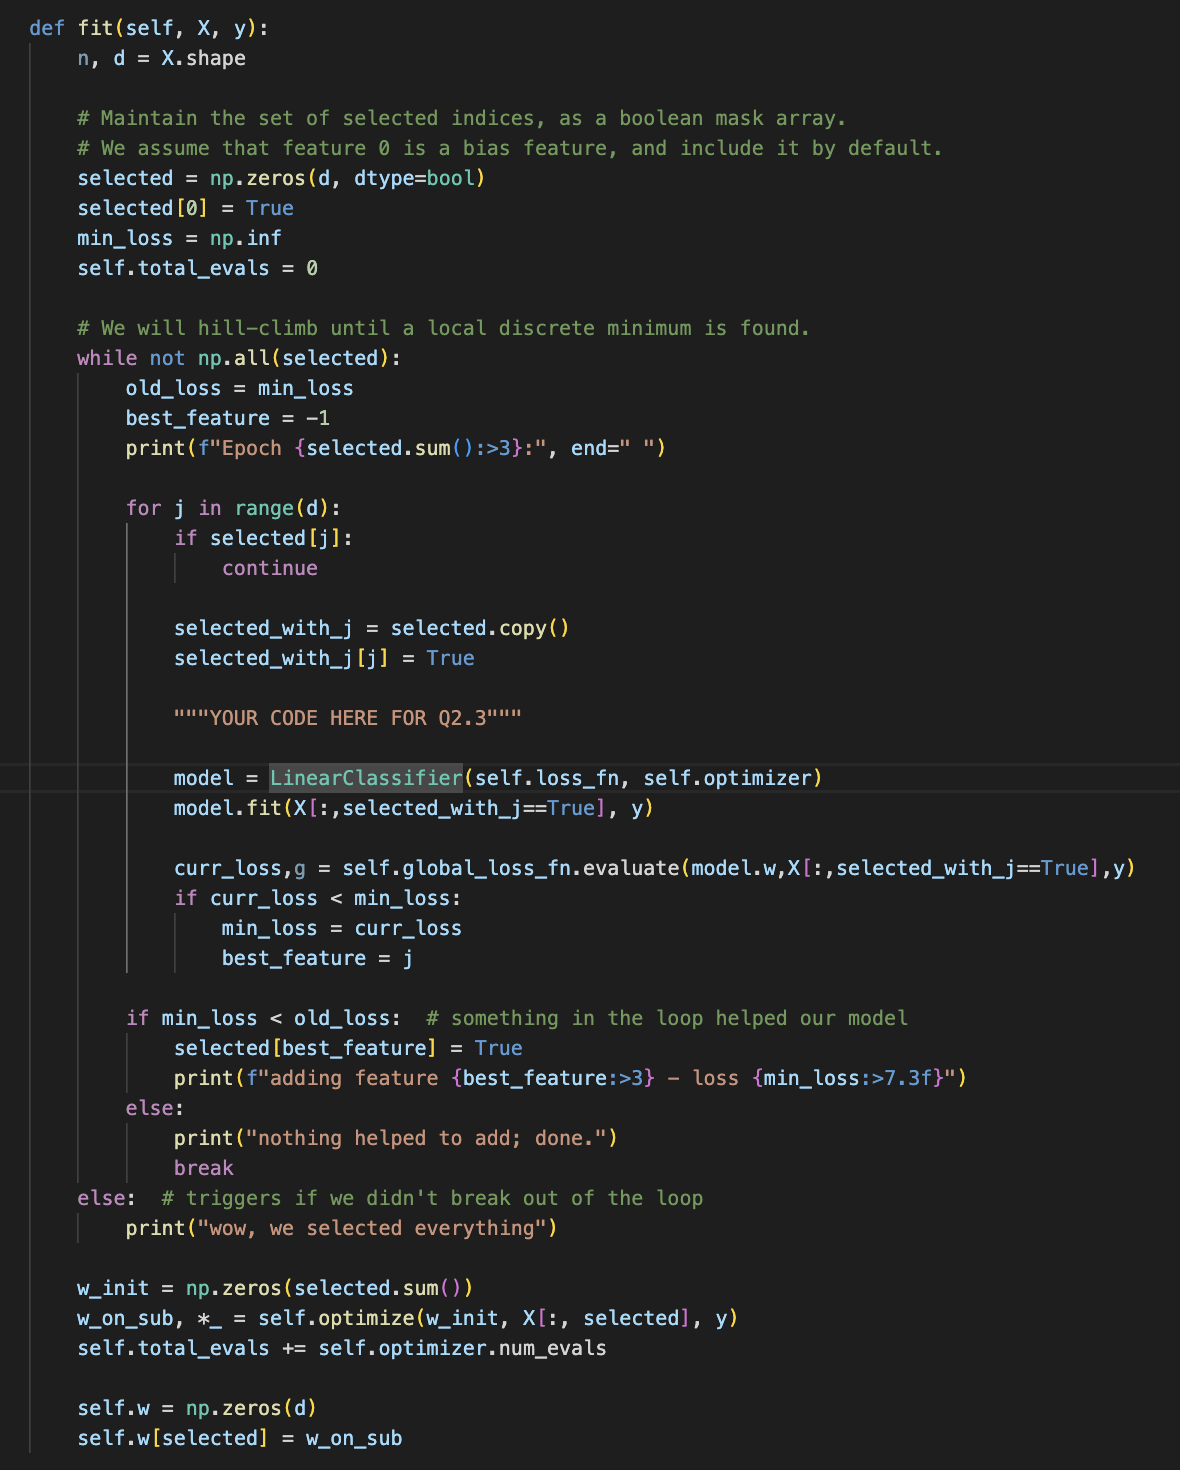 def fit(self, X, y):
    n, d = X.shape

    # Maintain the set of selected indices, as a boolean mask array.
    # We assume that feature 0 is a bias feature, and include it by default.
    selected = np.zeros(d, dtype=bool)
    selected[0] = True
    min_loss = np.inf
    self.total_evals = 0

    # We will hill-climb until a local discrete minimum is found.
    while not np.all(selected):
        old_loss = min_loss
        best_feature = -1
        print(f"Epoch {selected.sum():>3}:", end=" ")

        for j in range(d):
            if selected[j]:
                continue

            selected_with_j = selected.copy()
            selected_with_j[j] = True

            """YOUR CODE HERE FOR Q2.3"""

            model = LinearClassifier(self.loss_fn, self.optimizer)
            model.fit(X[:,selected_with_j==True], y)

            curr_loss,g = self.global_loss_fn.evaluate(model.w,X[:,selected_with_j==True],y)
            if curr_loss < min_loss:
                min_loss = curr_loss
                best_feature = j

        if min_loss < old_loss:  # something in the loop helped our model
            selected[best_feature] = True
            print(f"adding feature {best_feature:>3} - loss {min_loss:>7.3f}")
        else:
            print("nothing helped to add; done.")
            break
    else:  # triggers if we didn't break out of the loop
        print("wow, we selected everything")

    w_init = np.zeros(selected.sum())
    w_on_sub, *_ = self.optimize(w_init, X[:, selected], y)
    self.total_evals += self.optimizer.num_evals

    self.w = np.zeros(d)
    self.w[selected] = w_on_sub